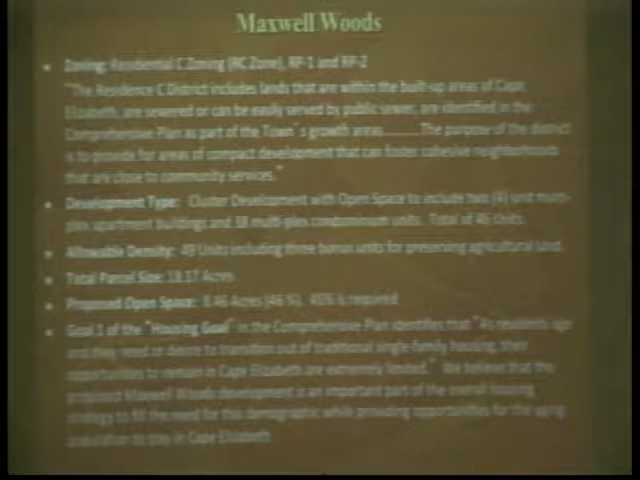 Maxwell Woods
Zoning: Residential C Zoning (RC Zone), RP-1 and RP-2
"The Residence C District includes lands that are within the built-up areas of Cape
Elizabeth, are sewered or can be easily served by public sewer, are identified in the
Comprehensive Plan as part of the Town's growth areas...... The purpose of the district
is to provide for areas of compact development that can foster cohesive neighborhoods
that are close to community services."
Development Type: Cluster Development with Open Space to include two unit multi-
plex apartment buildings and multi-plex condominium units. Total of 46 Units.
Allowable Density: 49 Units including three bonus units for preserving agricultural land.
Total Parcel Size: 18.17 Acres
Proposed Open Space: 8.46 Acres (46 %). 45% is required
Goal 1 of the "Housing Goal" in the Comprehensive Plan identifies that "As residents age
and they need or desire to transition out of traditional single-family housing, their
opportunities to remain in Cape Elizabeth are extremely limited." We believe that the
proposed Maxwell Woods development is an important part of the overall housing
strategy to fill the need for this demographic while providing opportunities for the aging
population to stay in Cape Elizabeth